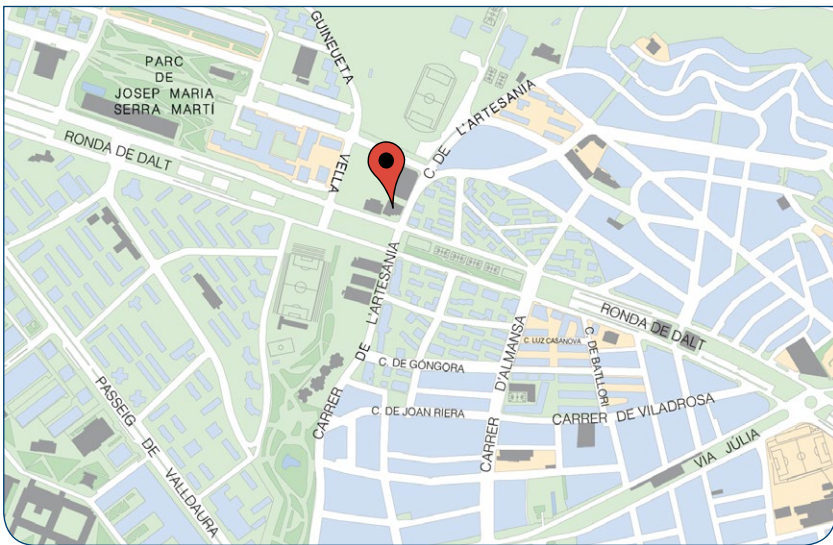 GUINEUETA
VELLA
PARC
DE
JOSEP MARIA
SERRA MARTÍ
RONDA DE DALT
C. DE L'ARTESANIA
CARRER DE L'ARTESANIA
CARRER D'ALMANSA
RONDA DE DALT
C. LUZ CASANOVA
C. DE BATLLORI
C. DE GÓNGORA
C. DE JOAN RIERA
CARRER DE VILADROSA
PASSEIG DE VALLDAURA
VIA JÚLIA